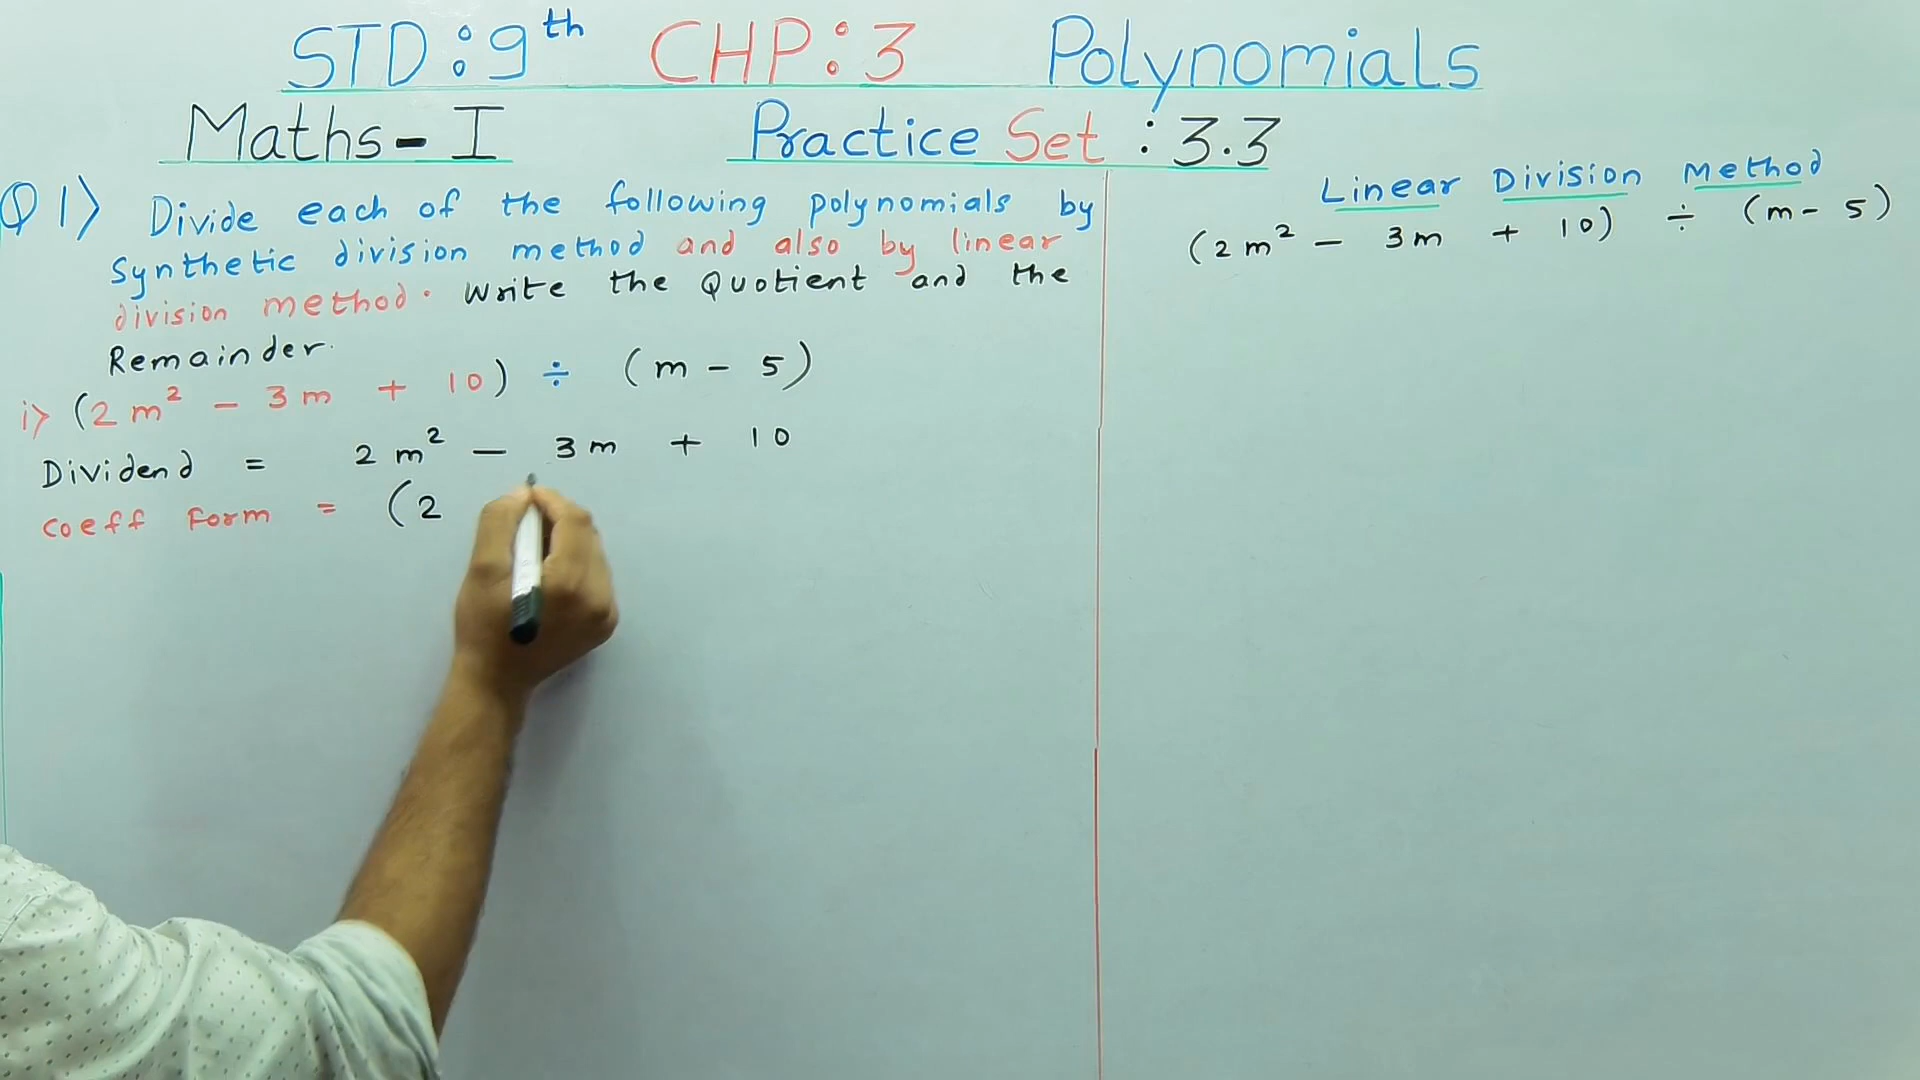 STD:9th CHP:3 Polynomials
Maths-I Practice Set : 3.3
Q1) Divide each of the following polynomials by
synthetic division method and also by linear
division method. Write the Quotient and the
Remainder.
i) (2m² - 3m + 10) ÷ (m - 5)
Dividend = 2m² - 3m + 10
Coeff Form = (2
Linear Division Method
(2m² - 3m + 10) ÷ (m - 5)